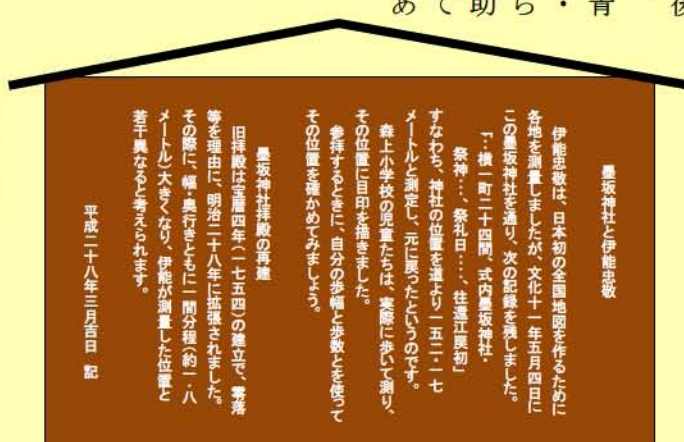 あて助ら・青「後
墨坂神社と伊能忠敬
伊能忠敬は、日本初の全国地図を作るために
各地を測量しましたが、文化十一年五月四日に
この墨坂神社を通り、次の記録を残しました。
「‥横一町二十四間、式内墨坂神社・
祭神‥、祭礼日‥‥、往還江戻初」
すなわち、神社の位置を道より一五二・一七
メートルと測定し、元に戻ったというのです。
森上小学校の児童たちは、実際に歩いて測り、
その位置に目印を描きました。
参拝するときに、自分の歩幅と歩数とを使って
その位置を確かめてみましょう。
墨坂神社拝殿の再建
旧拝殿は宝暦四年(一七五四)の建立で、零落
等を理由に、明治二十八年に拡張されました。
その際に、幅・奥行きともに一間分程(約一・八
メートル)大きくなり、伊能が測量した位置と
若干異なると考えられます。
平成二十八年三月吉日 記